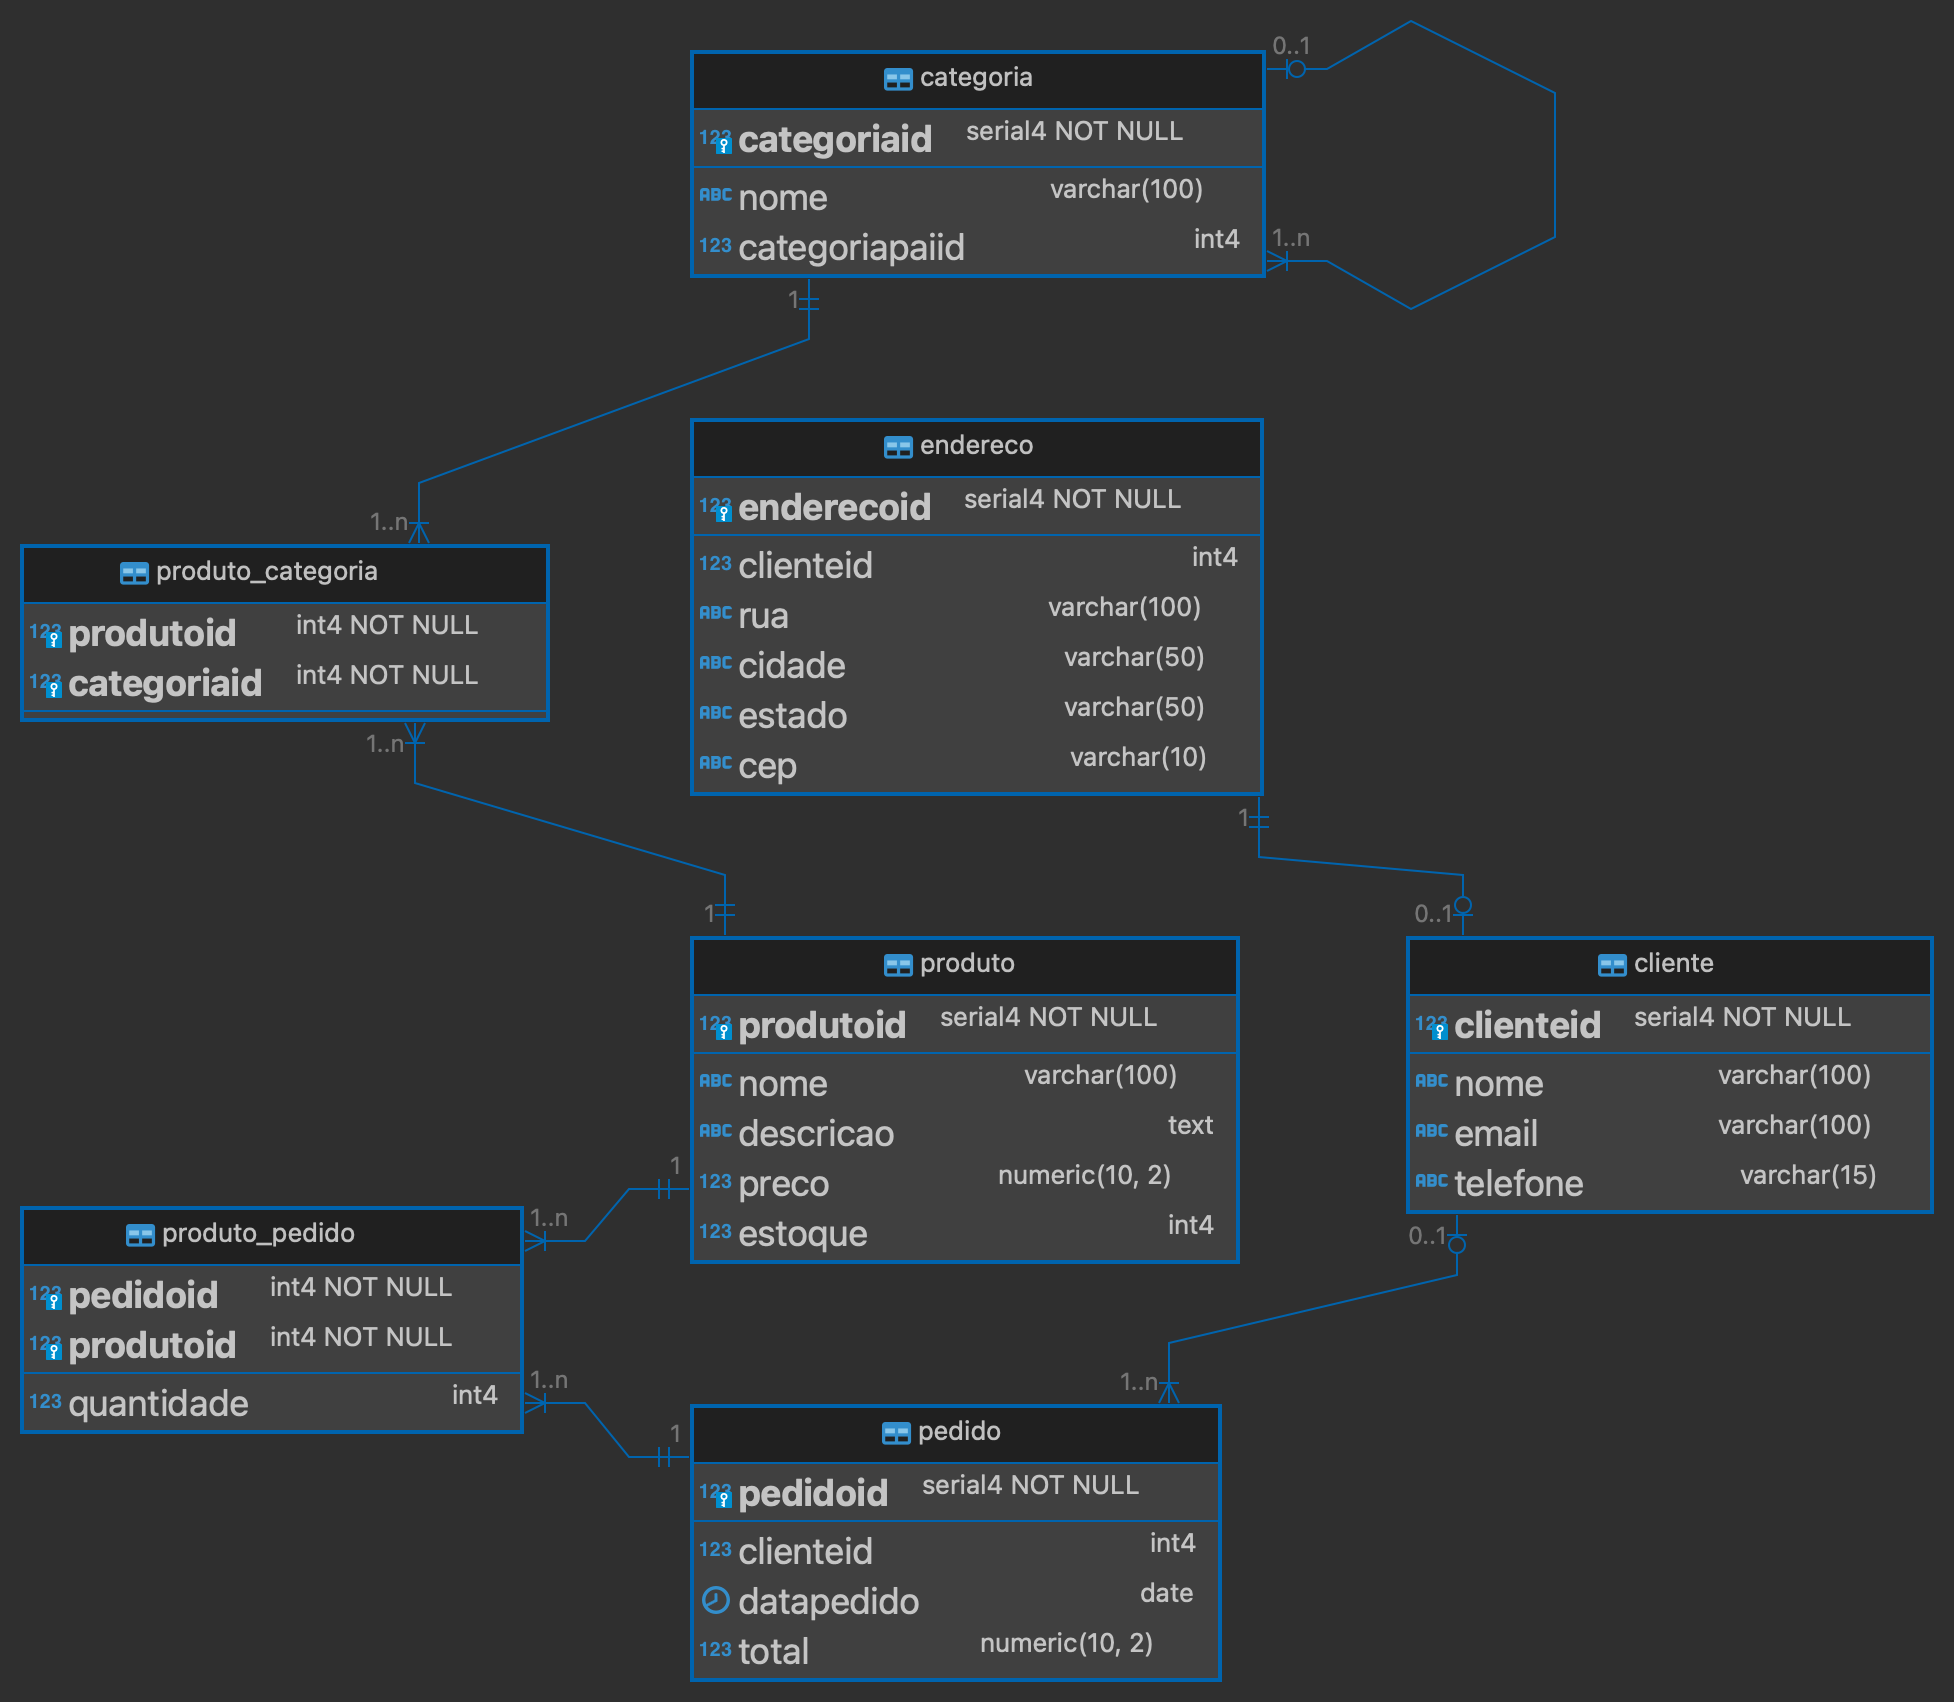 0..1
categoria
123 categoriaid serial4 NOT NULL
ABC nome varchar(100)
123 categoriapaiid int4
1..n
1
endereco
123 enderecoid serial4 NOT NULL
123 clienteid int4
ABC rua varchar(100)
ABC cidade varchar(50)
ABC estado varchar(50)
ABC cep varchar(10)
1..n
produto_categoria
123 produtoid int4 NOT NULL
123 categoriaid int4 NOT NULL
1..n
1
1
0..1
produto
123 produtoid serial4 NOT NULL
ABC nome varchar(100)
ABC descricao text
123 preco numeric(10, 2)
123 estoque int4
cliente
123 clienteid serial4 NOT NULL
ABC nome varchar(100)
ABC email varchar(100)
ABC telefone varchar(15)
1
1..n
0..1
produto_pedido
123 pedidoid int4 NOT NULL
123 produtoid int4 NOT NULL
123 quantidade int4
1..n
1
1..n
pedido
123 pedidoid serial4 NOT NULL
123 clienteid int4
datapedido date
123 total numeric(10, 2)